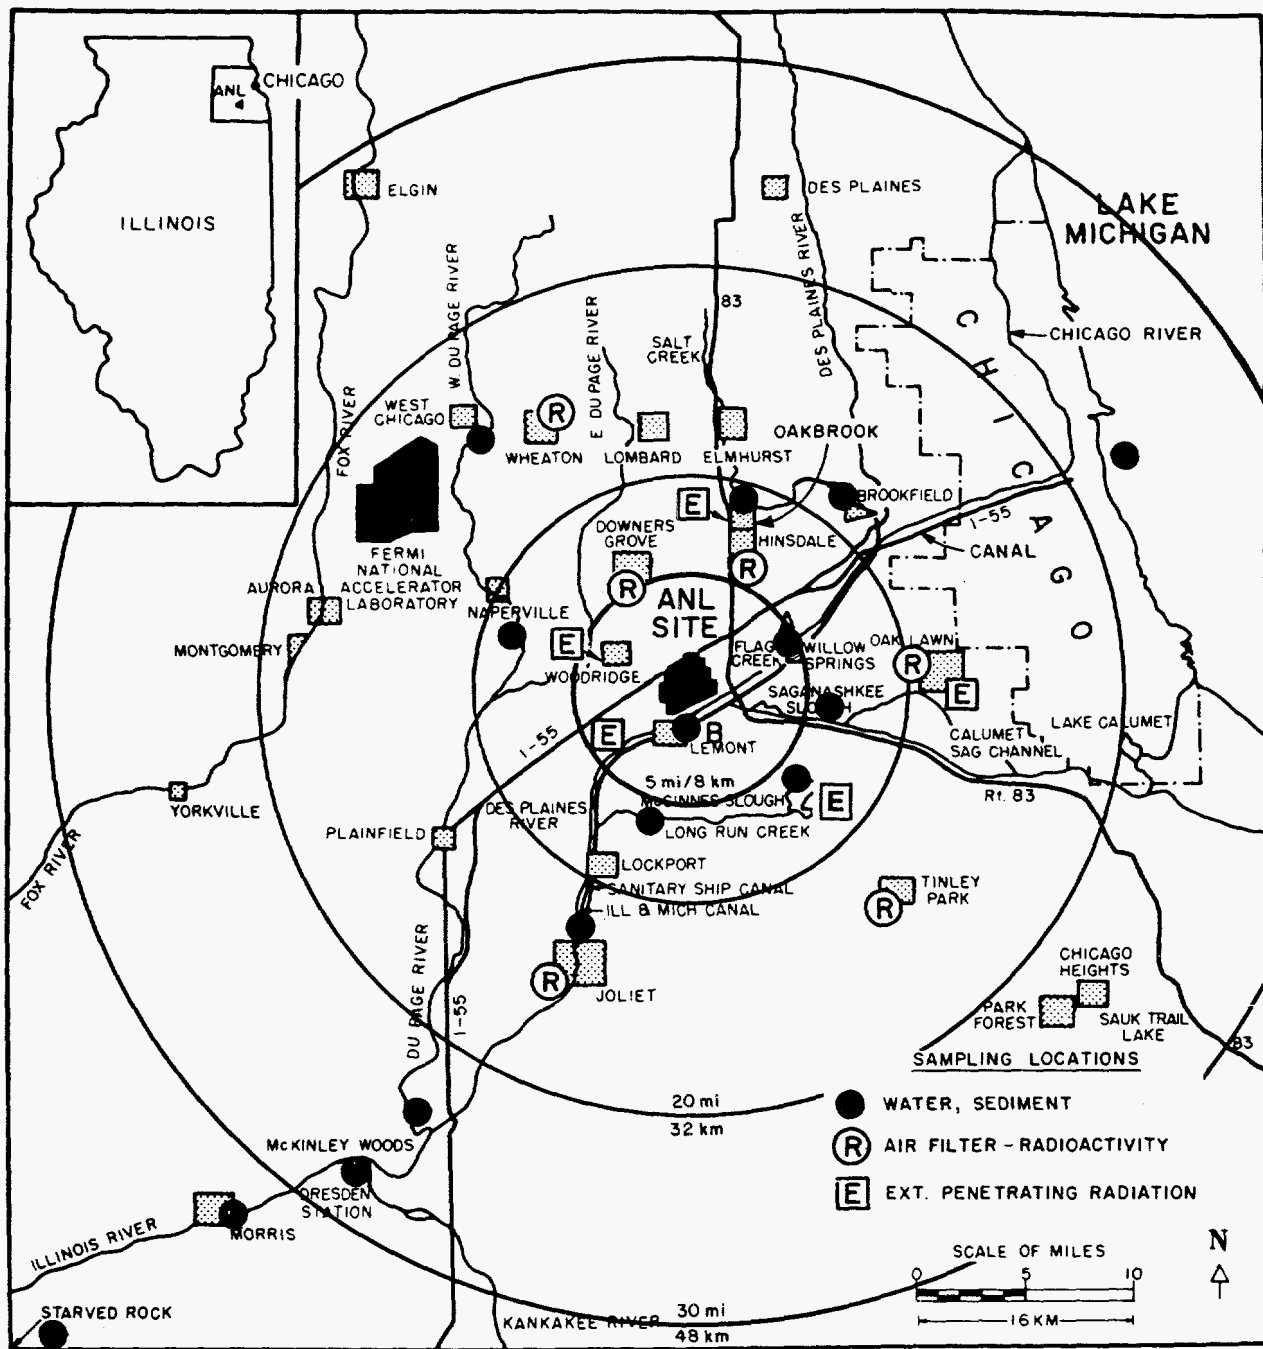 CHICAGO
ANL
ILLINOIS
ELGIN
DES PLAINES
LAKE
MICHIGAN
W. DU PAGE RIVER
E DU PAGE RIVER
DES PLAINES RIVER
83
SALT
CREEK
CHICAGO RIVER
CHICAGO
FOX RIVER
WEST
CHICAGO
R
WHEATON
LOMBARD
ELMHURST
OAKBROOK
E
BROOKFIELD
I-55
CANAL
DOWNERS
GROVE
HINSDALE
R
R
FERMI
NATIONAL
ACCELERATOR
LABORATORY
AURORA
NAPERVILLE
MONTGOMERY
ANL
SITE
E
WOODRIDGE
FLAG
CREEK
WILLOW
SPRINGS
OAK LAWN
R
E
SAGANASHKEE
SLOUGH
E
B
LEMONT
I-55
CALUMET
SAG CHANNEL
LAKE CALUMET
5 mi/8 km
McGINNES SLOUGH
E
Rt. 83
YORKVILLE
FOX RIVER
PLAINFIELD
DES PLAINES
RIVER
LONG RUN CREEK
LOCKPORT
SANITARY SHIP CANAL
ILL & MICH CANAL
TINLEY
PARK
R
R
JOLIET
DU PAGE RIVER
I-55
CHICAGO
HEIGHTS
PARK
FOREST
SAUK TRAIL
LAKE
83
SAMPLING LOCATIONS
WATER, SEDIMENT
R AIR FILTER - RADIOACTIVITY
E EXT. PENETRATING RADIATION
20 mi
32 km
McKINLEY WOODS
DRESDEN
STATION
MORRIS
ILLINOIS RIVER
STARVED ROCK
KANKAKEE RIVER
30 mi
48 km
SCALE OF MILES
0 5 10
16 KM
N